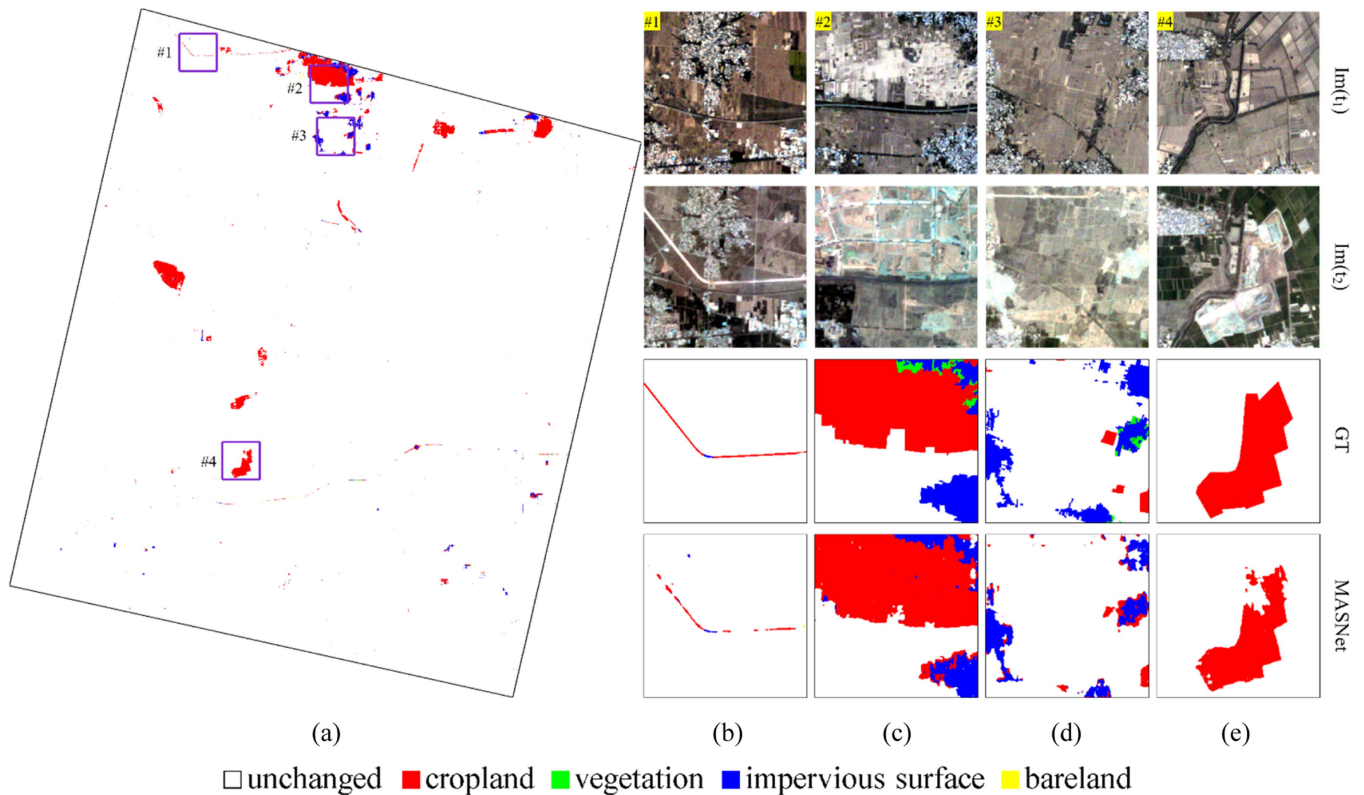 #1
#2
#3
#4
#1
#2
#3
#4
Im(t₁)
Im(t₂)
GT
MASNet
(a)
(b)
(c)
(d)
(e)
unchanged cropland vegetation impervious surface bareland